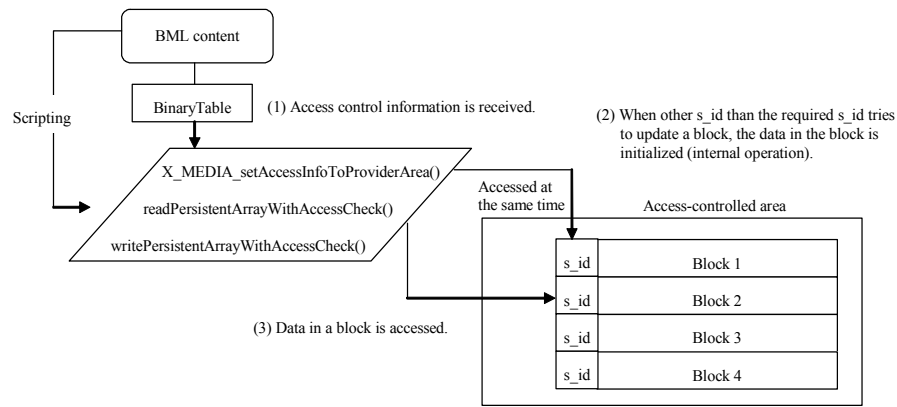 BML content
BinaryTable
(1) Access control information is received.
Scripting
(2) When other s_id than the required s_id tries
to update a block, the data in the block is
initialized (internal operation).
X_MEDIA_setAccessInfoToProviderArea()
readPersistentArrayWithAccessCheck()
writePersistentArrayWithAccessCheck()
Accessed at
the same time
Access-controlled area
s_id Block 1
s_id Block 2
s_id Block 3
s_id Block 4
(3) Data in a block is accessed.